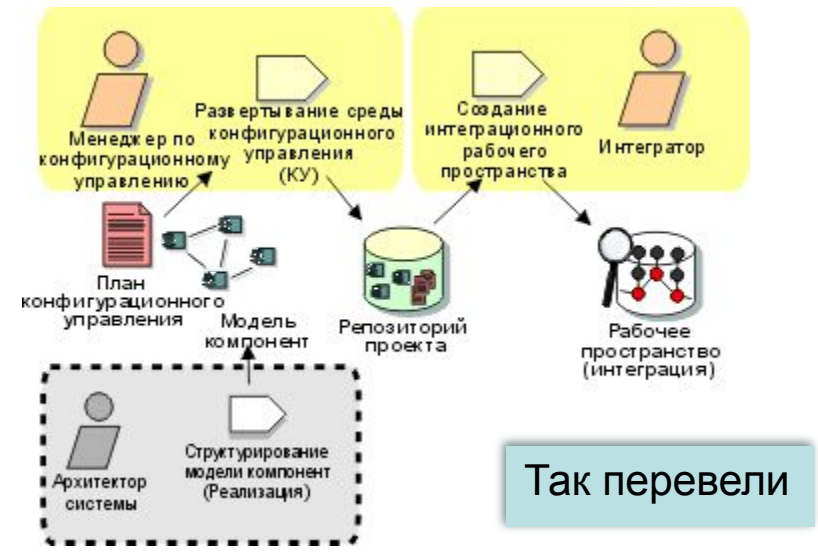 Менеджер по
конфигурационному
управлению
Развертывание среды
конфигурационного
управления
(КУ)
Создание
интеграционного
рабочего
пространства
Интегратор
План
конфигурационного
управления
Модель
компонент
Репозиторий
проекта
Рабочее
пространство
(интеграция)
Архитектор
системы
Структурирование
модели компонент
(Реализация)
Так перевели